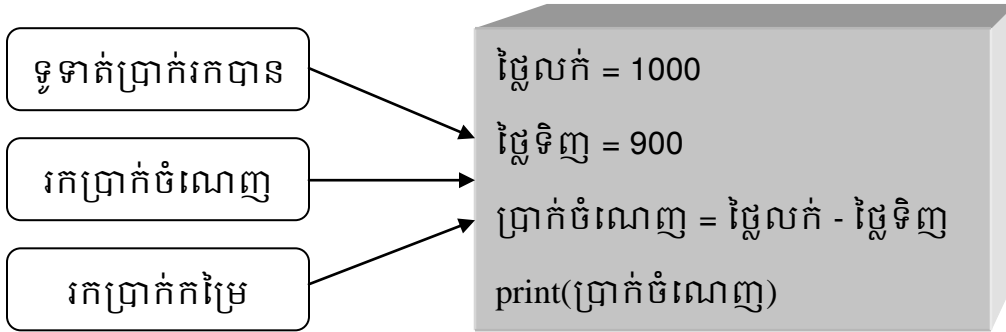 ទូទាត់ប្រាក់រកបាន
រកប្រាក់ចំណេញ
រកប្រាក់កម្រៃ
ថ្លៃលក់ = 1000
ថ្លៃទិញ = 900
ប្រាក់ចំណេញ = ថ្លៃលក់ - ថ្លៃទិញ
print(ប្រាក់ចំណេញ)